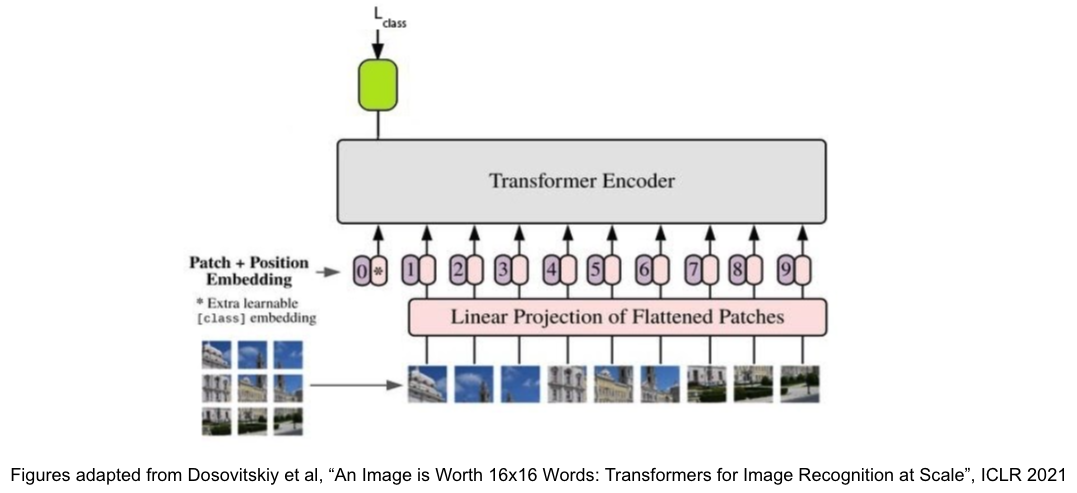 L class
Transformer Encoder
Patch + Position
Embedding
0 * 1 2 3 4 5 6 7 8 9
* Extra learnable
[class] embedding
Linear Projection of Flattened Patches
Figures adapted from Dosovitskiy et al, “An Image is Worth 16x16 Words: Transformers for Image Recognition at Scale”, ICLR 2021